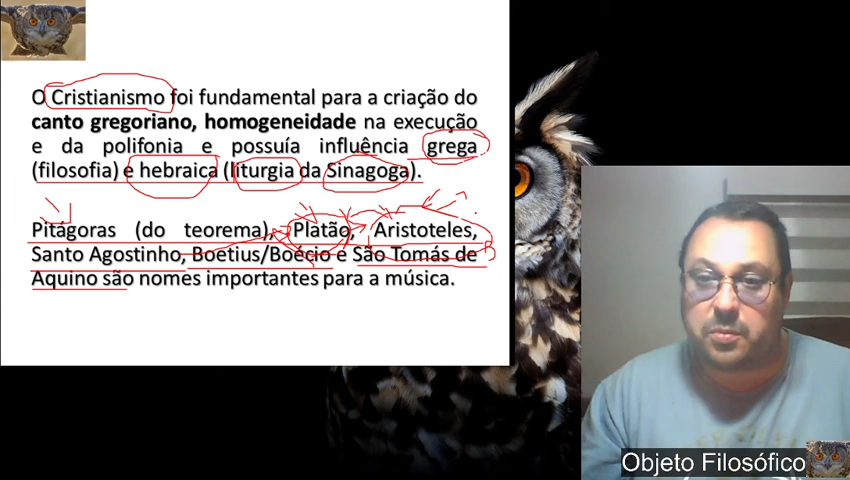 O Cristianismo foi fundamental para a criação do
canto gregoriano, homogeneidade na execução
e da polifonia e possuía influência grega
(filosofia) e hebraica (liturgia da Sinagoga).
Pitágoras (do teorema), Platão, Aristoteles,
Santo Agostinho, Boetius/Boécio e São Tomás de
Aquino são nomes importantes para a música.
B
Objeto Filosófico